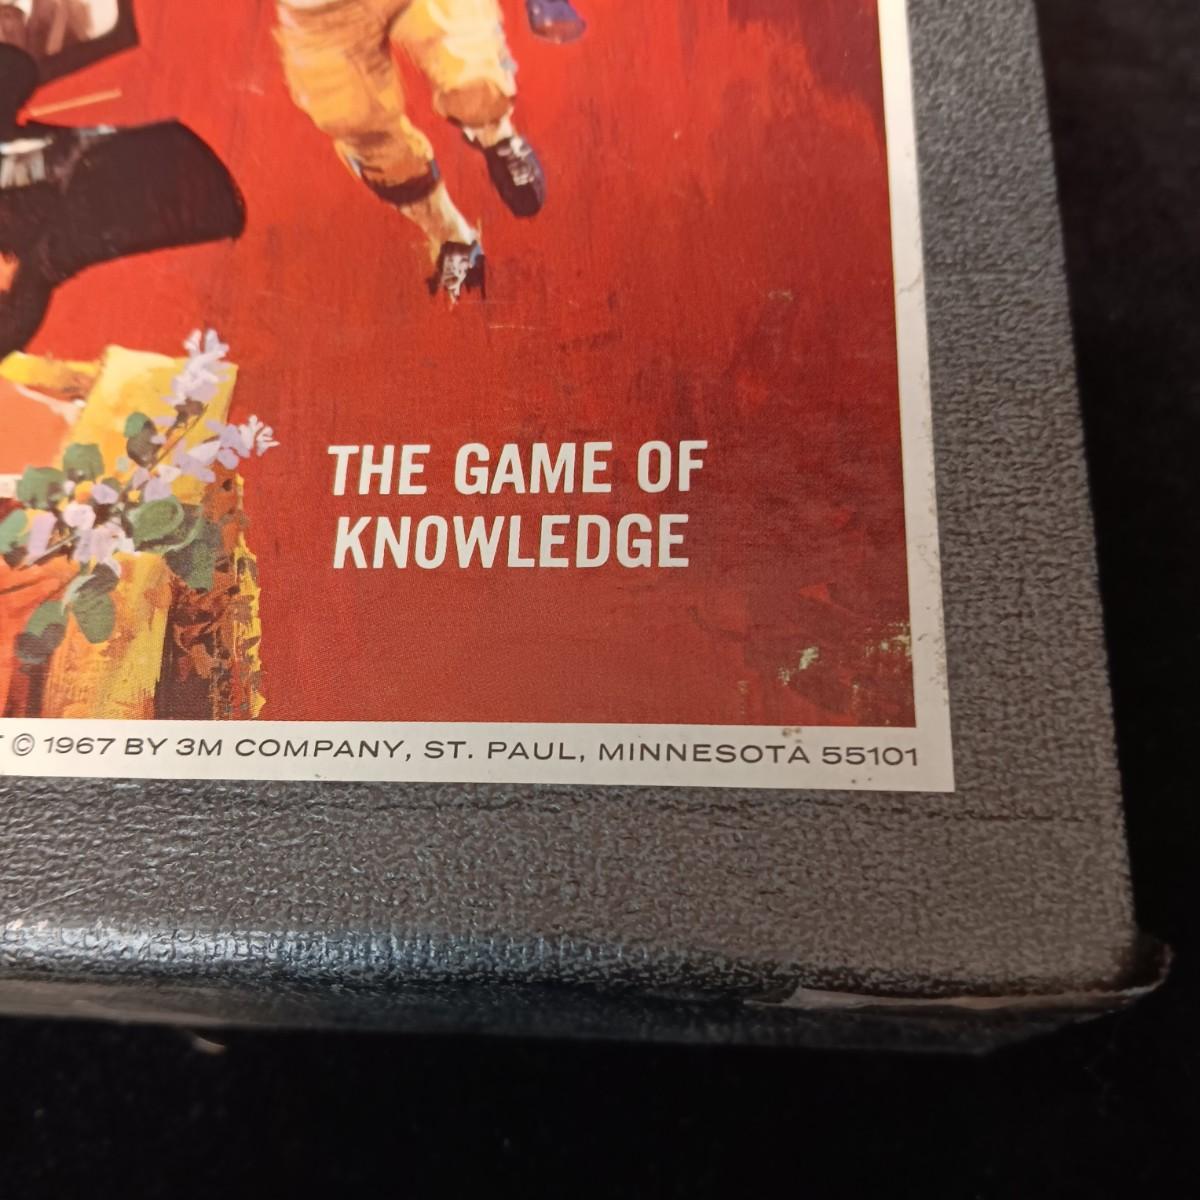 THE GAME OF
KNOWLEDGE
© 1967 BY 3M COMPANY, ST. PAUL, MINNESOTA 55101